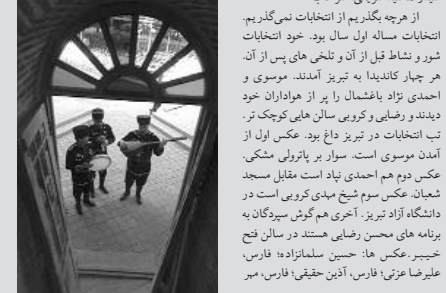 از هرچه بگذریم از انتخابات نمی‌گذریم.
انتخابات مساله اول سال بود. خود انتخابات
شور و نشاط قبل از آن و تلخی های پس از آن.
هر چهار کاندیدا به تبریز آمدند. موسوی و
احمدی نژاد باغشمال را پر از هواداران خود
دیدند و رضایی و کروبی سالن هایی کوچک تر.
تب انتخابات در تبریز داغ بود. عکس اول از
آمدن موسوی است. سوار بر پاترولی مشکی.
عکس دوم هم احمدی نپاد است مقابل مسجد
شعبان. عکس سوم شیخ مهدی کروبی است در
دانشگاه آزاد تبریز. آخری هم گوش سپردگان به
برنامه های محسن رضایی هستند در سالن فتح
خیبر. عکس ها: حسین سلمانزاده؛ فارس،
علیرضا عزتی؛ فارس، آذین حقیقی؛ فارس، مهر